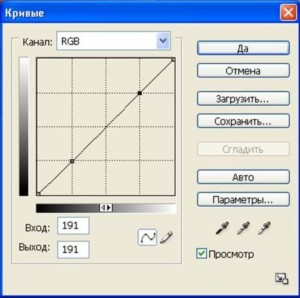 Кривые
Канал: RGB
Да
Отмена
Загрузить...
Сохранить...
Сгладить
Авто
Параметры...
Вход: 191
Выход: 191
Просмотр